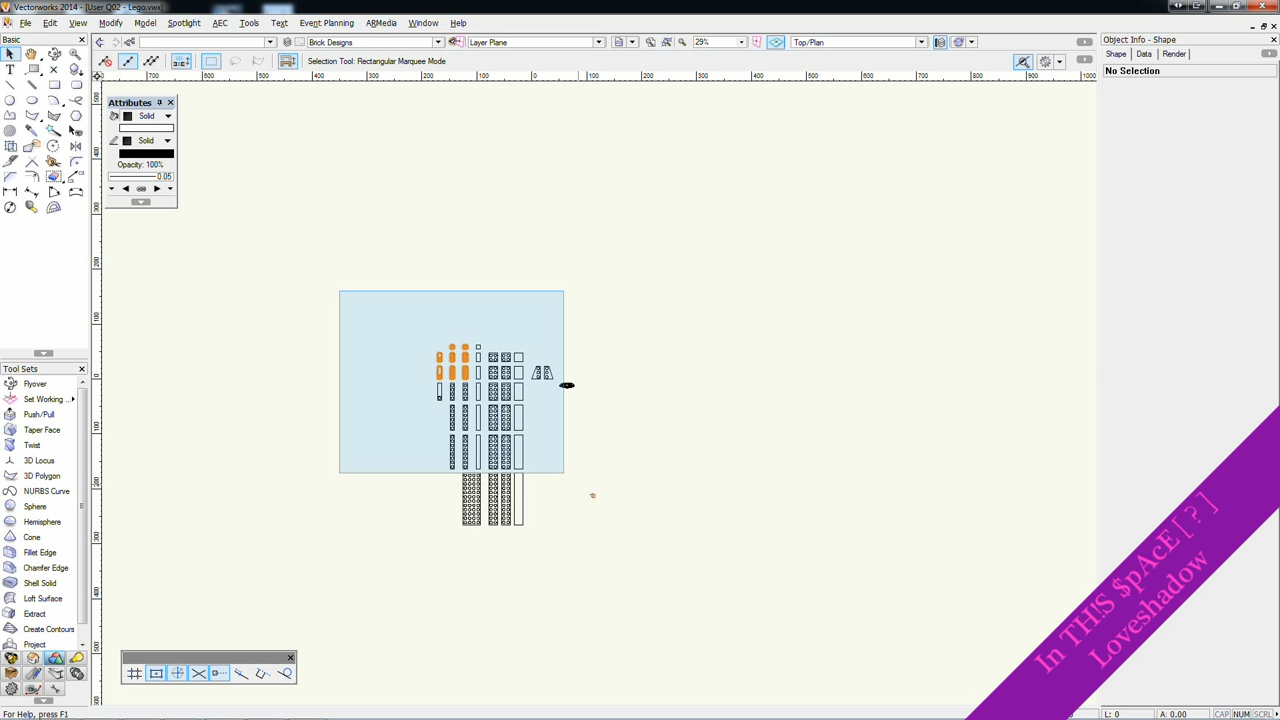 Vectorworks 2014 - [User Q02 - Lego.vwx]
File Edit View Modify Model Spotlight AEC Tools Text Event Planning ARMedia Window Help
Basic
Brick Designs
Layer Plane
29%
Top/Plan
Selection Tool: Rectangular Marquee Mode
Object Info - Shape
Shape Data Render
No Selection
Attributes
Solid
Solid
Opacity: 100%
0.05
Tool Sets
Flyover
Set Working ...
Push/Pull
Taper Face
Twist
3D Locus
3D Polygon
NURBS Curve
Sphere
Hemisphere
Cone
Fillet Edge
Chamfer Edge
Shell Solid
Loft Surface
Extract
Create Contours
Project
In TH!S $pAcE [ ? ]
Loveshadow
For Help, press F1
L: 0
A: 0.00
CAP NUM SCRL